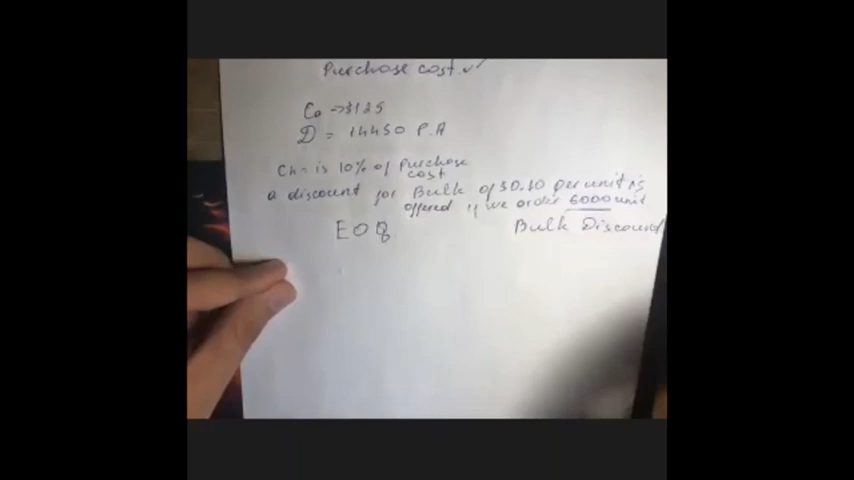 Purchase cost. ✓
Co → $125
D = 14450 P.A
Ch = is 10% of Purchase
cost
a discount for Bulk of $0.10 per unit is
offered if we order 6000 unit
EOQ
Bulk Discount